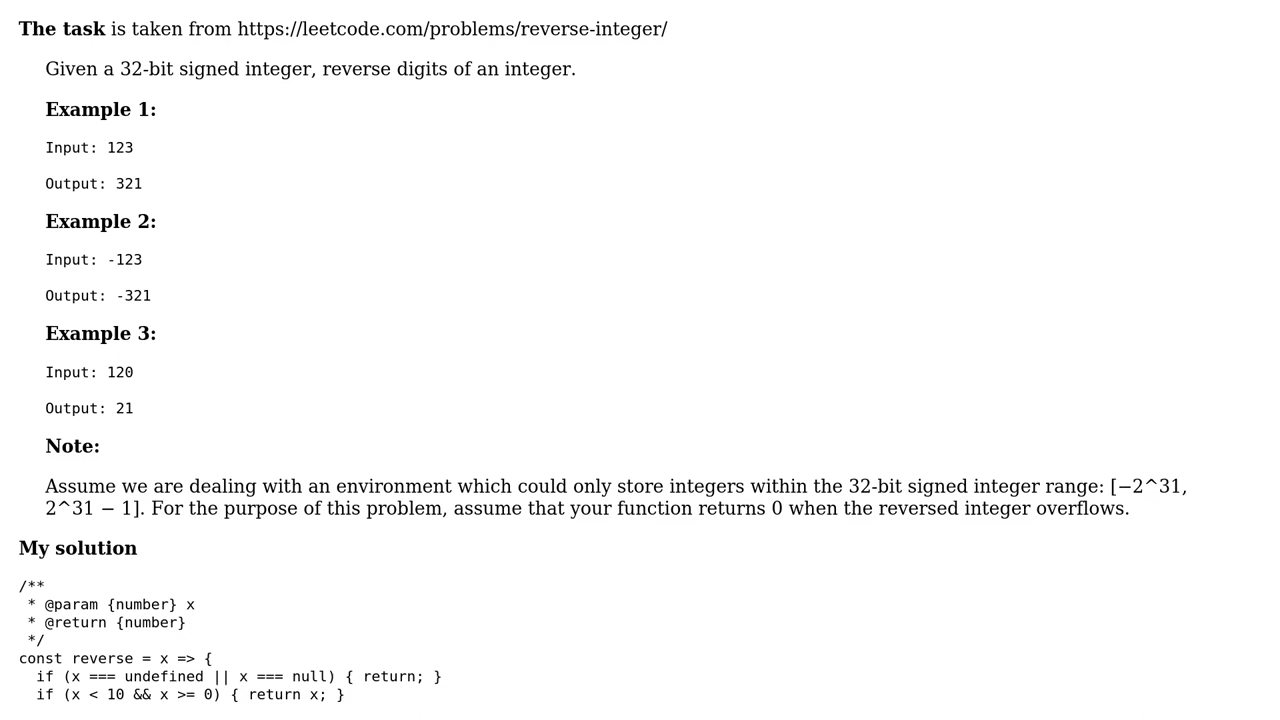 The task is taken from https://leetcode.com/problems/reverse-integer/
Given a 32-bit signed integer, reverse digits of an integer.
Example 1:
Input: 123
Output: 321
Example 2:
Input: -123
Output: -321
Example 3:
Input: 120
Output: 21
Note:
Assume we are dealing with an environment which could only store integers within the 32-bit signed integer range: [−2^31,
2^31 − 1]. For the purpose of this problem, assume that your function returns 0 when the reversed integer overflows.
My solution
/**
 * @param {number} x
 * @return {number}
 */
const reverse = x => {
  if (x === undefined || x === null) { return; }
  if (x < 10 && x >= 0) { return x; }